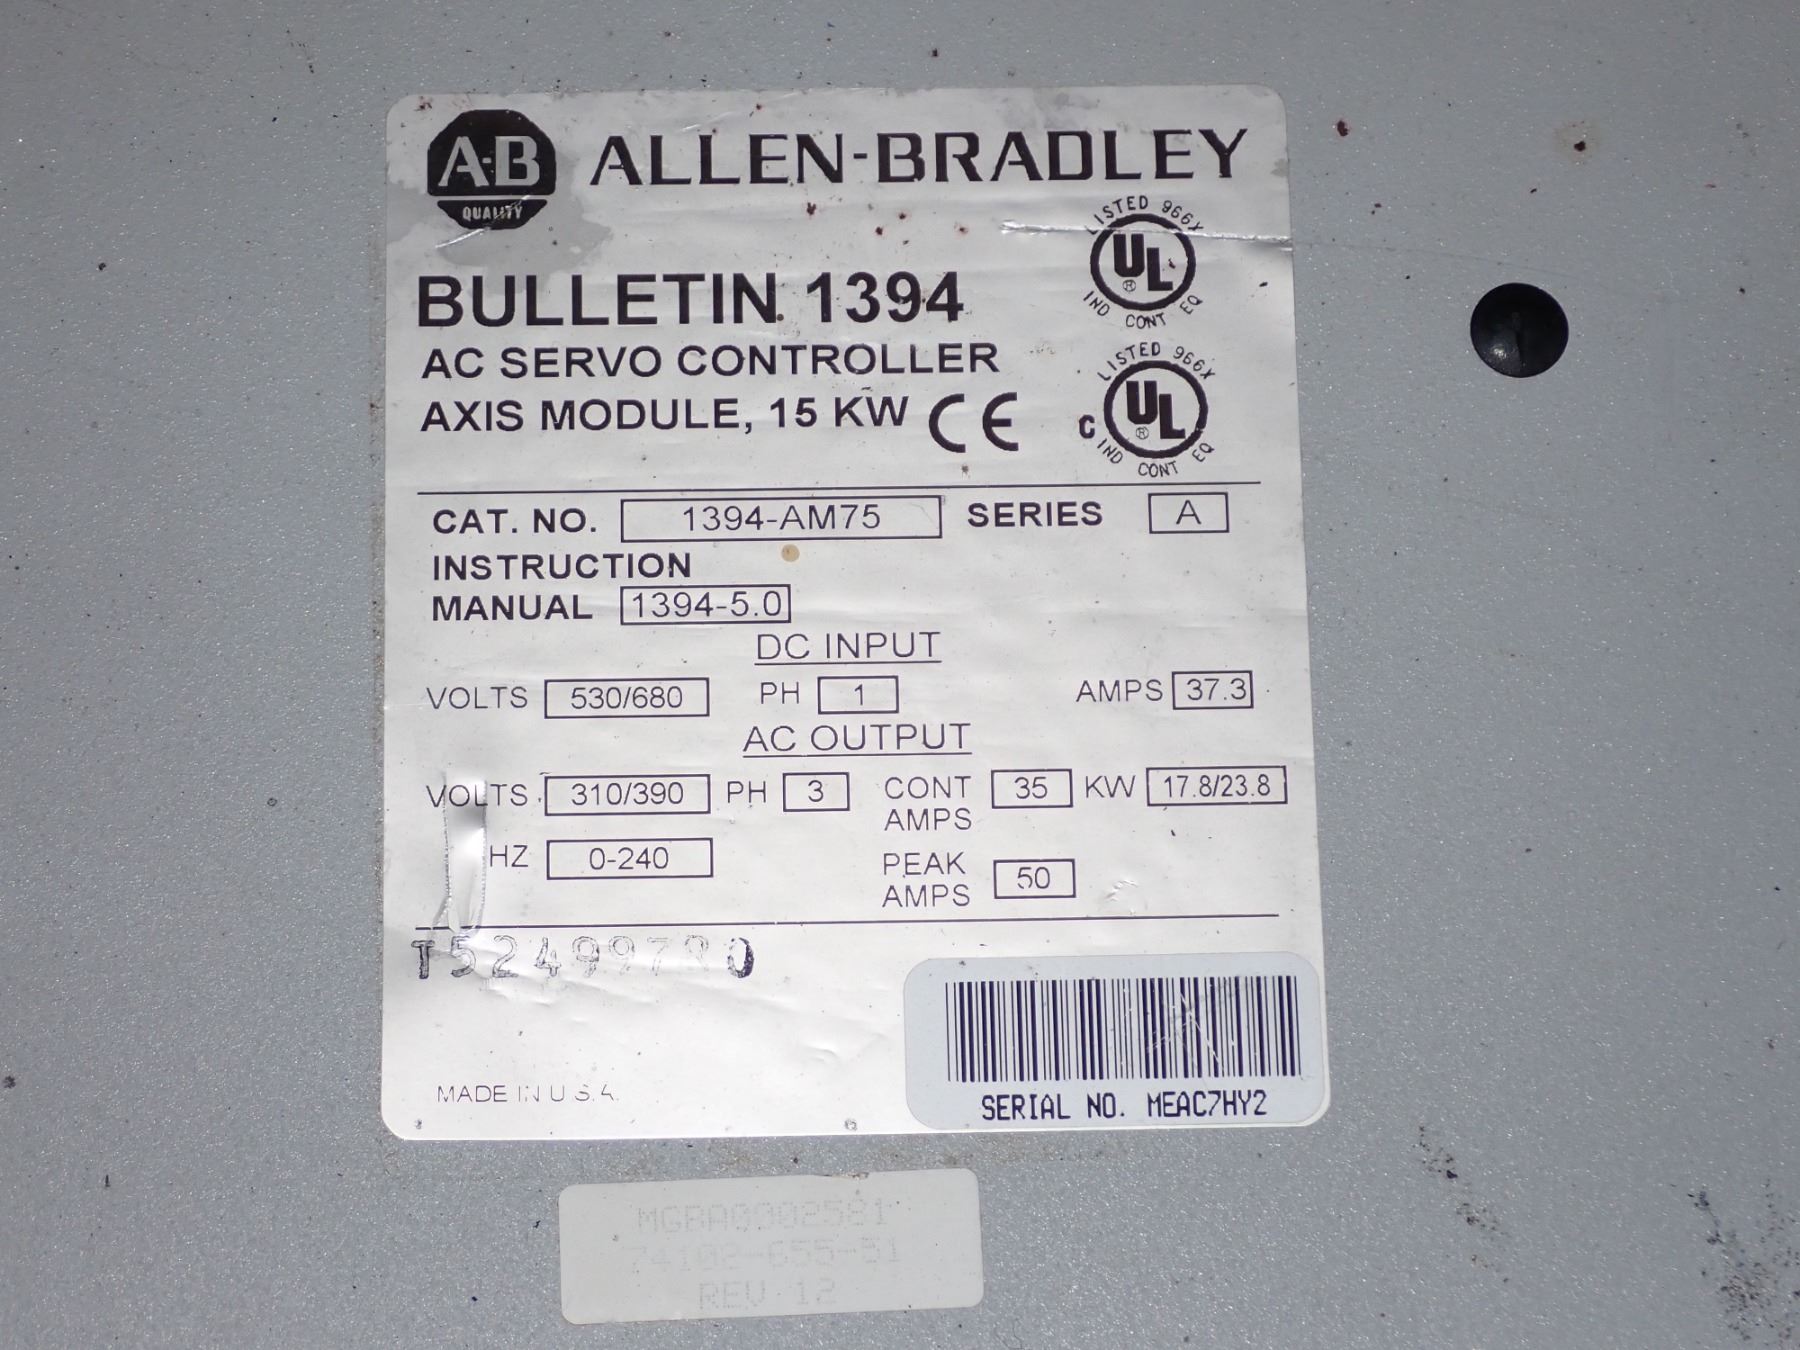 A-B ALLEN-BRADLEY
QUALITY
LISTED 966X
UL
®
IND CONT EQ
BULLETIN 1394
AC SERVO CONTROLLER
AXIS MODULE, 15 KW CE
LISTED 966X
C UL
®
IND CONT EQ
CAT. NO. 1394-AM75 SERIES A
INSTRUCTION
MANUAL 1394-5.0
DC INPUT
VOLTS 530/680 PH 1 AMPS 37.3
AC OUTPUT
VOLTS 310/390 PH 3 CONT AMPS 35 KW 17.8/23.8
HZ 0-240 PEAK AMPS 50
MADE IN U.S.A.
SERIAL NO. MEAC7HY2
REV 12